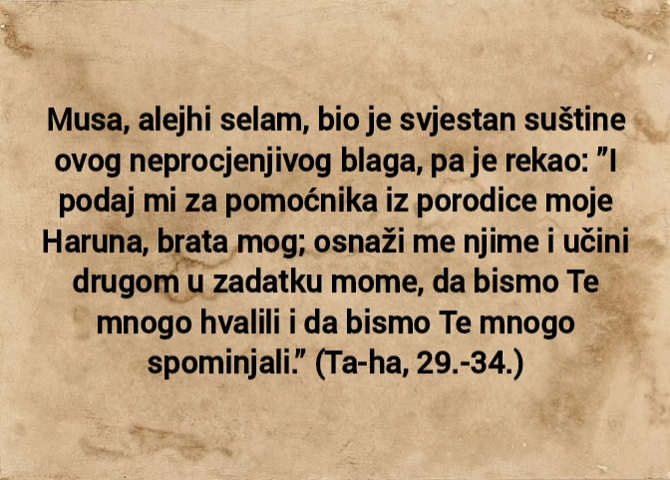 Musa, alejhi selam, bio je svjestan suštine
ovog neprocjenjivog blaga, pa je rekao: ”I
podaj mi za pomoćnika iz porodice moje
Haruna, brata mog; osnaži me njime i učini
drugom u zadatku mome, da bismo Te
mnogo hvalili i da bismo Te mnogo
spominjali.” (Ta-ha, 29.-34.)